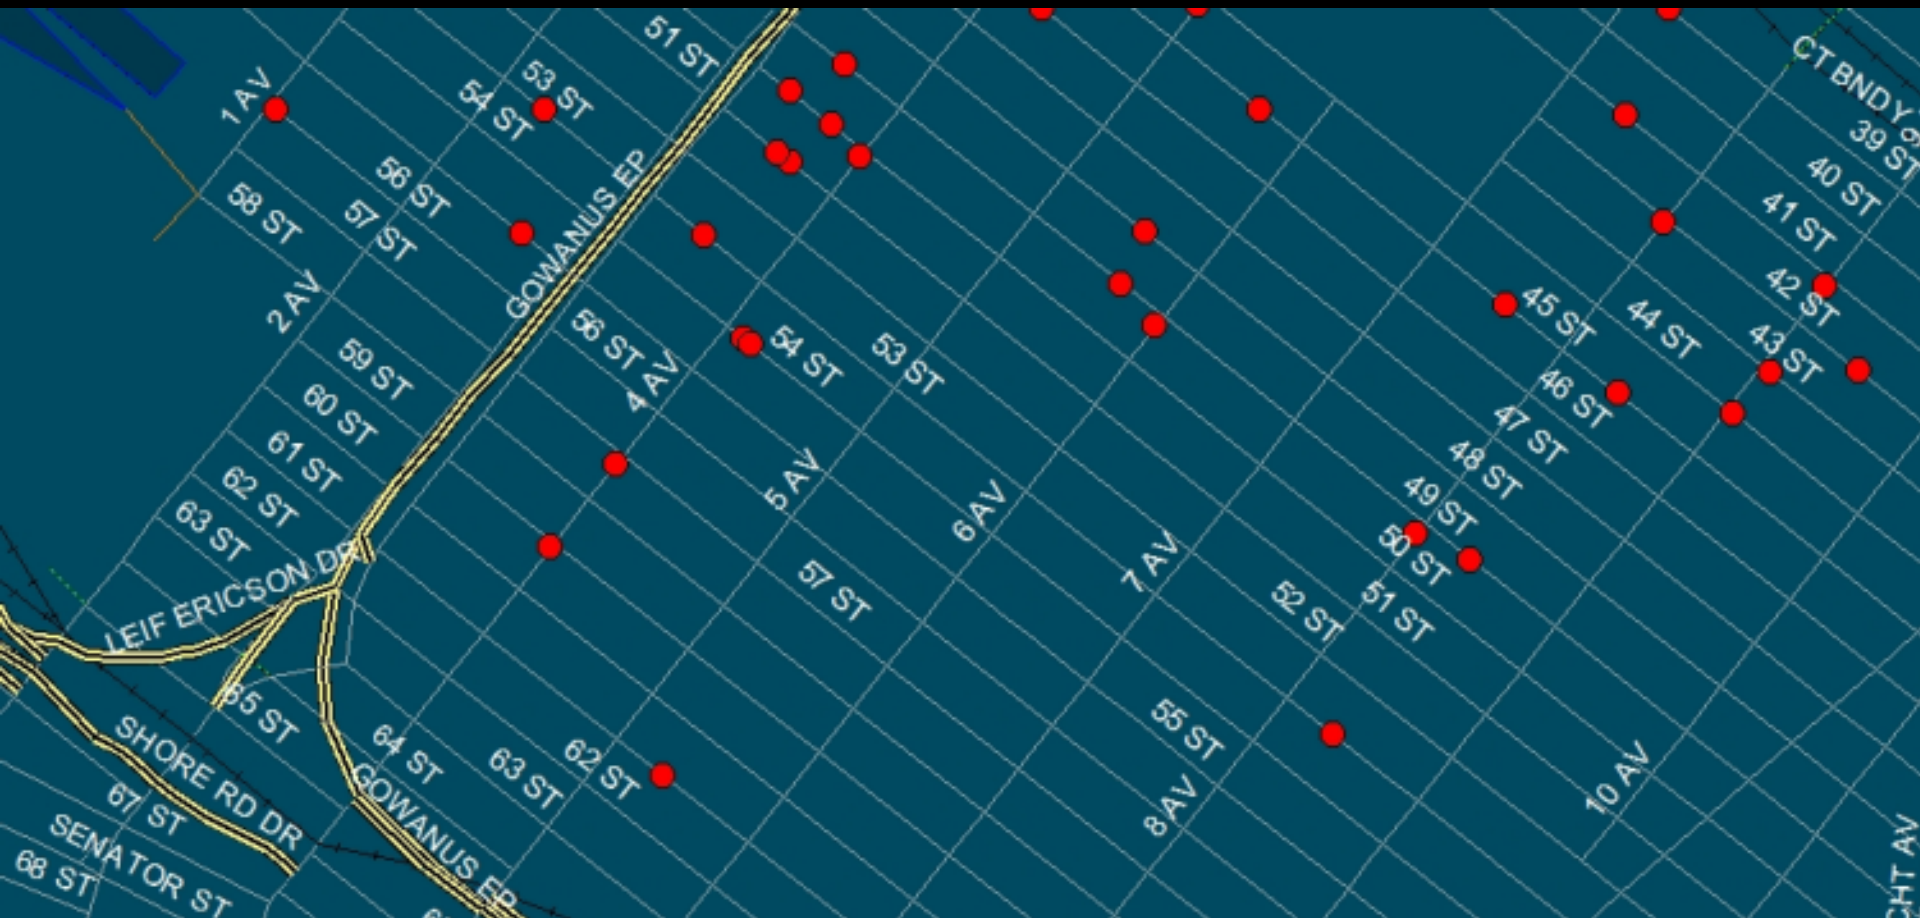 51 ST
CT BNDY
1 AV
53 ST
54 ST
39 ST
40 ST
56 ST
58 ST
57 ST
GOWANUS EP
41 ST
42 ST
2 AV
45 ST
44 ST
43 ST
56 ST
54 ST
53 ST
59 ST
4 AV
46 ST
60 ST
47 ST
61 ST
48 ST
5 AV
62 ST
6 AV
49 ST
63 ST
50 ST
7 AV
LEIF ERICSON DR
57 ST
52 ST
51 ST
65 ST
55 ST
SHORE RD DR
64 ST
63 ST
62 ST
10 AV
8 AV
67 ST
GOWANUS EP
SENATOR ST
68 ST
CHT AV